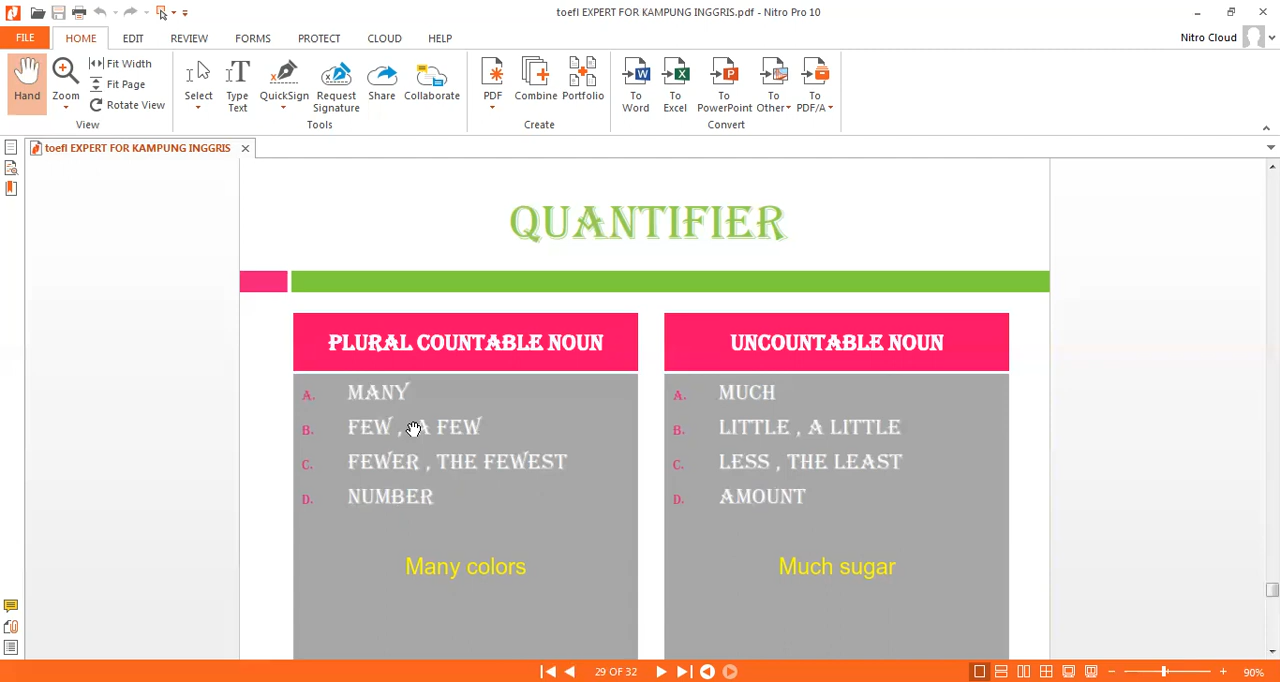 toefl EXPERT FOR KAMPUNG INGGRIS.pdf - Nitro Pro 10
FILE
HOME
EDIT
REVIEW
FORMS
PROTECT
CLOUD
HELP
Nitro Cloud
Hand
Zoom
Fit Width
Fit Page
Rotate View
View
Select
Type Text
QuickSign
Request Signature
Share
Collaborate
Tools
PDF
Combine
Portfolio
Create
To Word
To Excel
To PowerPoint
To Other
To PDF/A
Convert
toefl EXPERT FOR KAMPUNG INGGRIS
QUANTIFIER
PLURAL COUNTABLE NOUN
A. MANY
B. FEW , A FEW
C. FEWER , THE FEWEST
D. NUMBER
Many colors
UNCOUNTABLE NOUN
A. MUCH
B. LITTLE , A LITTLE
C. LESS , THE LEAST
D. AMOUNT
Much sugar
29 OF 32
90%